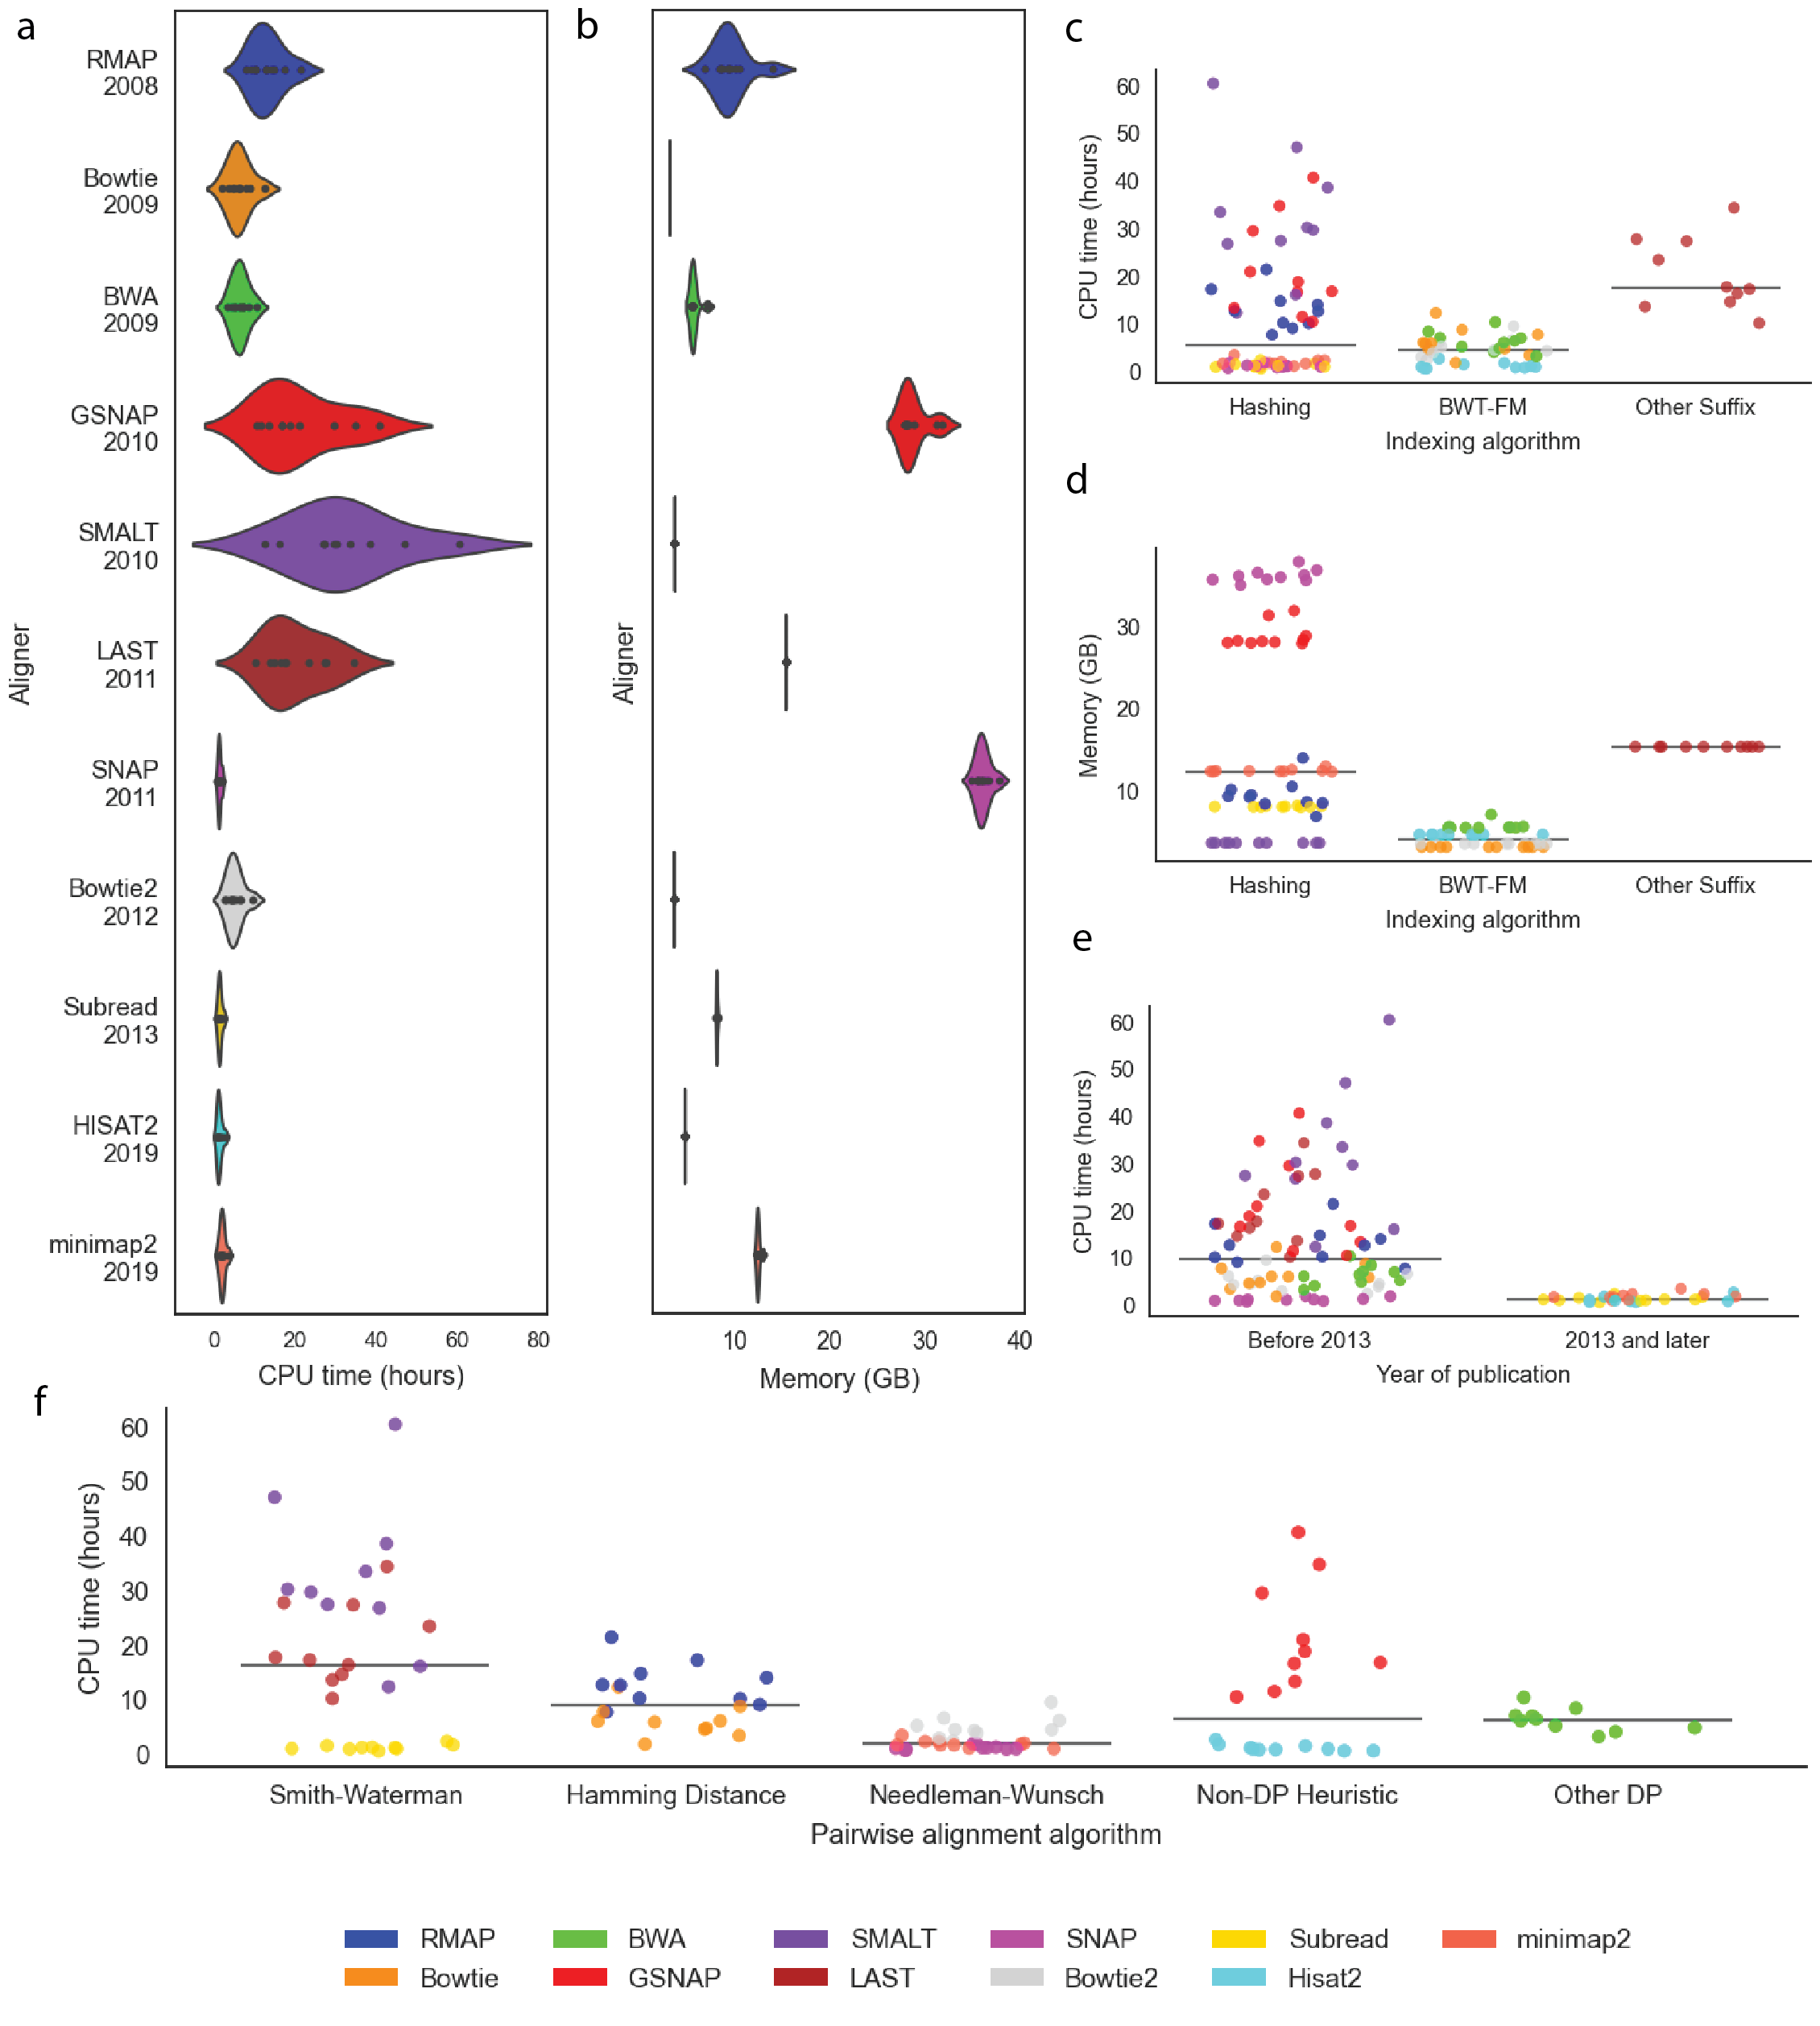 a
RMAP
2008
Bowtie
2009
BWA
2009
GSNAP
2010
SMALT
2010
LAST
2011
SNAP
2011
Bowtie2
2012
Subread
2013
HISAT2
2019
minimap2
2019
Aligner
0 20 40 60 80
CPU time (hours)
b
Aligner
10 20 30 40
Memory (GB)
c
60
50
40
30
20
10
0
CPU time (hours)
Hashing BWT-FM Other Suffix
Indexing algorithm
d
30
20
10
Memory (GB)
Hashing BWT-FM Other Suffix
Indexing algorithm
e
60
50
40
30
20
10
0
CPU time (hours)
Before 2013 2013 and later
Year of publication
f
60
50
40
30
20
10
0
CPU time (hours)
Smith-Waterman Hamming Distance Needleman-Wunsch Non-DP Heuristic Other DP
Pairwise alignment algorithm
RMAP BWA SMALT SNAP Subread minimap2
Bowtie GSNAP LAST Bowtie2 Hisat2